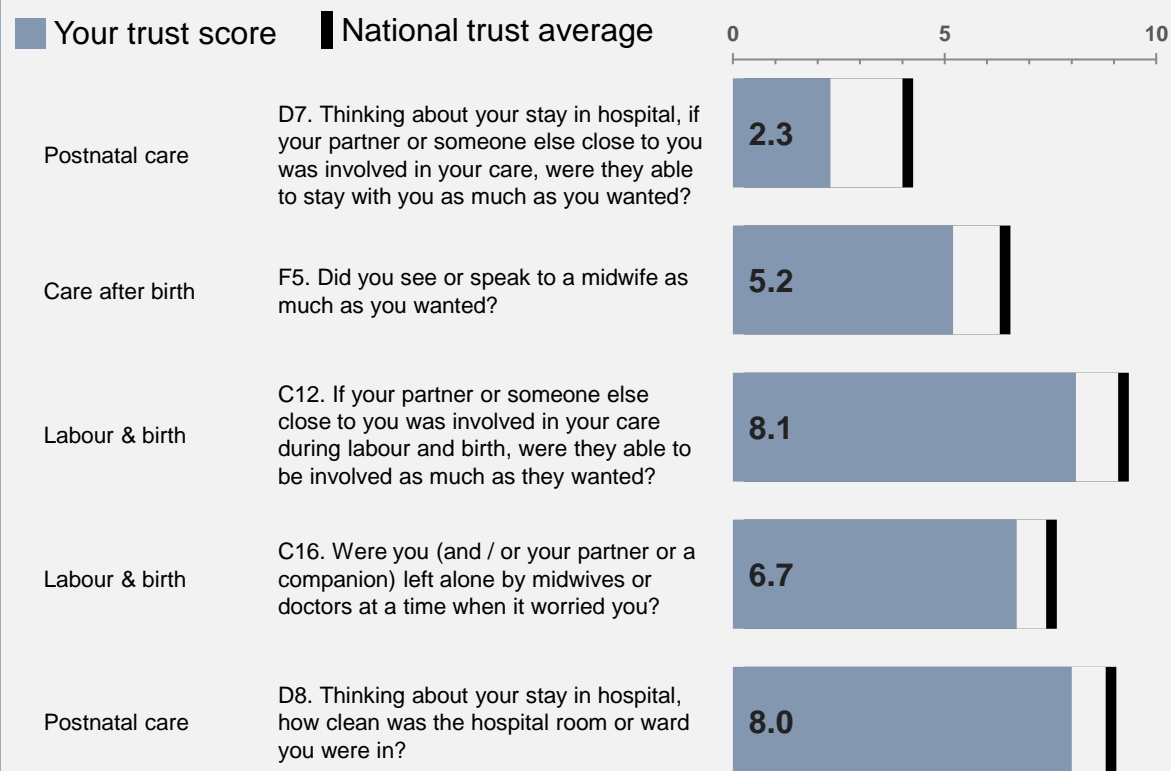 Your trust score
National trust average
0 5 10
D7. Thinking about your stay in hospital, if
your partner or someone else close to you
Postnatal care
was involved in your care, were they able
to stay with you as much as you wanted?
2.3
Care after birth
F5. Did you see or speak to a midwife as
much as you wanted?
5.2
Labour & birth
C12. If your partner or someone else
close to you was involved in your care
during labour and birth, were they able to
be involved as much as they wanted?
8.1
Labour & birth
C16. Were you (and / or your partner or a
companion) left alone by midwives or
doctors at a time when it worried you?
6.7
Postnatal care
D8. Thinking about your stay in hospital,
how clean was the hospital room or ward
you were in?
8.0